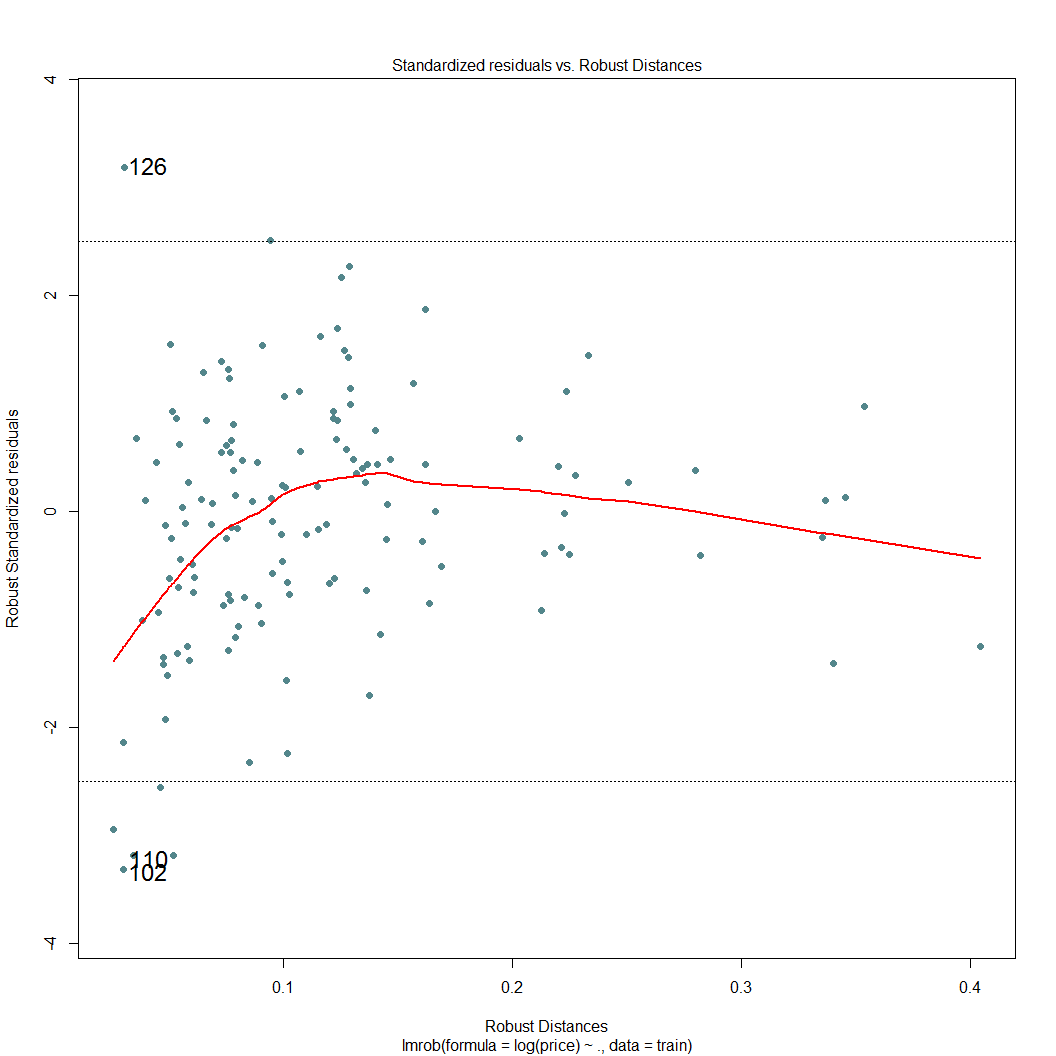 Standardized residuals vs. Robust Distances
4
126
2
0
-2
110
102
-4
Robust Standardized residuals
0.1 0.2 0.3 0.4
Robust Distances
lmrob(formula = log(price) ~ ., data = train)